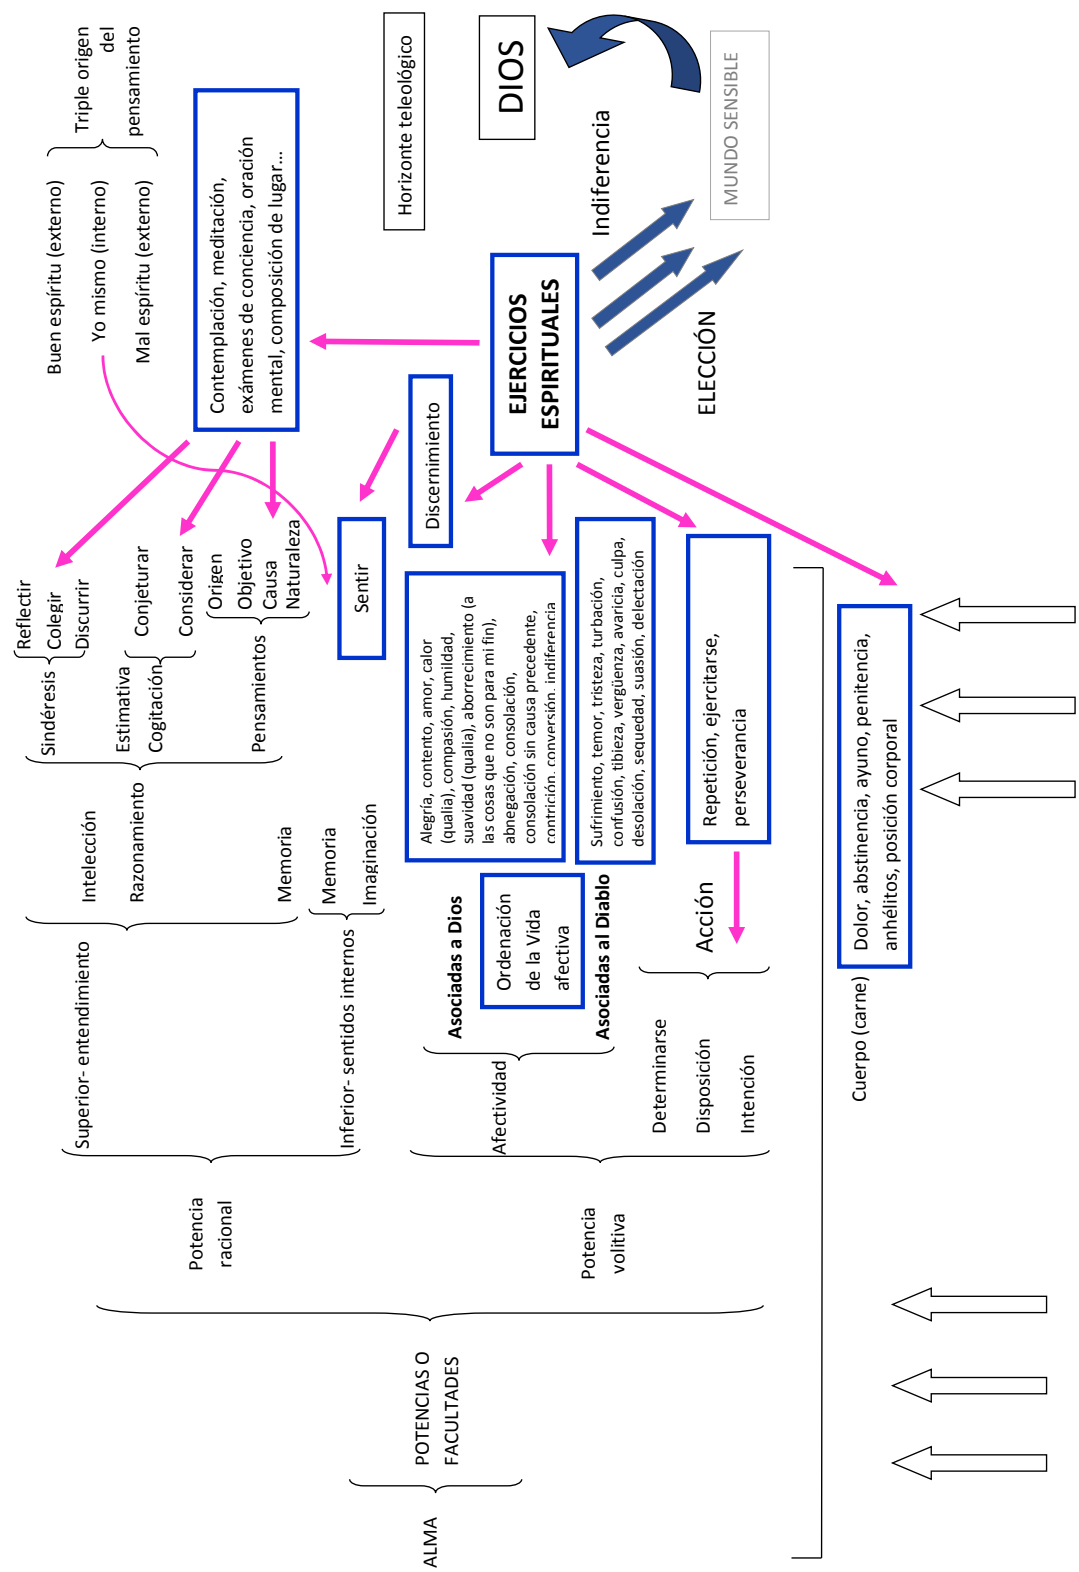 ALMA
POTENCIAS O
FACULTADES
Potencia
racional
Potencia
volitiva
Superior- entendimiento
Inferior- sentidos internos
Intelección
Razonamiento
Memoria
Memoria
Imaginación
Sindéresis
Reflectir
Colegir
Discurrir
Estimativa
Cogitación
Conjeturar
Considerar
Pensamientos
Origen
Objetivo
Causa
Naturaleza
Buen espíritu (externo)
Yo mismo (interno)
Mal espíritu (externo)
Triple origen
del
pensamiento
Contemplación, meditación,
exámenes de conciencia, oración
mental, composición de lugar...
Sentir
Discernimiento
Horizonte teleológico
Afectividad
Asociadas a Dios
Ordenación
de la Vida
afectiva
Asociadas al Diablo
Alegría, contento, amor, calor
(qualia), compasión, humildad,
suavidad (qualia), aborrecimiento (a
las cosas que no son para mi fin),
abnegación, consolación,
consolación sin causa precedente,
contrición, conversión, indiferencia
Sufrimiento, temor, tristeza, turbación,
confusión, tibieza, vergüenza, avaricia, culpa,
desolación, sequedad, suasión, delectación
EJERCICIOS
ESPIRITUALES
DIOS
Indiferencia
ELECCIÓN
MUNDO SENSIBLE
Determinarse
Disposición
Intención
Acción
Repetición, ejercitarse,
perseverancia
Cuerpo (carne)
Dolor, abstinencia, ayuno, penitencia,
anhélitos, posición corporal